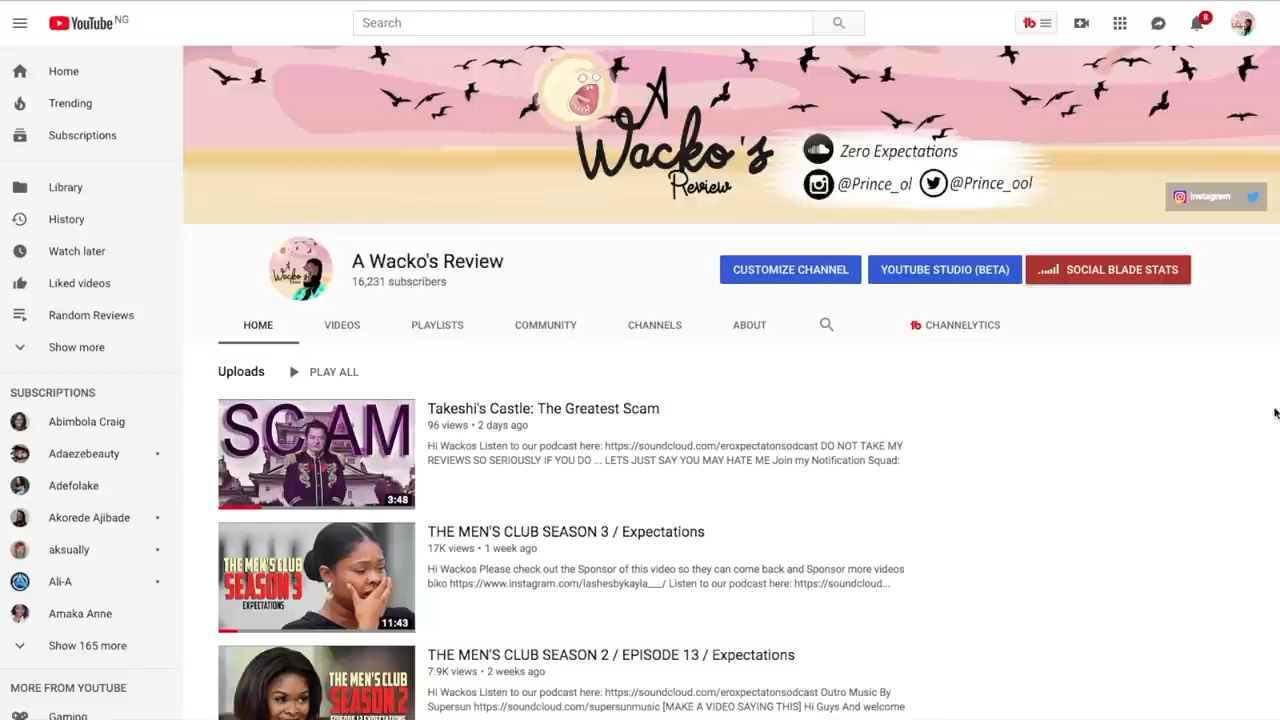 YouTube NG
Search
8
Home
Trending
Subscriptions
Library
History
Watch later
Liked videos
Random Reviews
Show more
SUBSCRIPTIONS
Abimbola Craig
Adaezebeauty
Adefolake
Akorede Ajibade
aksually
Ali-A
Amaka Anne
Show 165 more
MORE FROM YOUTUBE
Gaming
A
Wacko's
Review
Zero Expectations
@Prince_ol @Prince_ool
Instagram
A Wacko's Review
16,231 subscribers
CUSTOMIZE CHANNEL
YOUTUBE STUDIO (BETA)
SOCIAL BLADE STATS
HOME
VIDEOS
PLAYLISTS
COMMUNITY
CHANNELS
ABOUT
CHANNELYTICS
Uploads
PLAY ALL
SCAM
3:48
Takeshi's Castle: The Greatest Scam
96 views • 2 days ago
Hi Wackos Listen to our podcast here: https://soundcloud.com/eroxpectatonsodcast DO NOT TAKE MY
REVIEWS SO SERIOUSLY IF YOU DO ... LETS JUST SAY YOU MAY HATE ME Join my Notification Squad:
THE MEN'S CLUB
SEASON 3
EXPECTATIONS
11:43
THE MEN'S CLUB SEASON 3 / Expectations
17K views • 1 week ago
Hi Wackos Please check out the Sponsor of this video so they can come back and Sponsor more videos
biko https://www.instagram.com/lashesbykayla___/ Listen to our podcast here: https://soundcloud...
THE MEN'S CLUB
SEASON 2
THE MEN'S CLUB SEASON 2 / EPISODE 13 / Expectations
7.9K views • 2 weeks ago
Hi Wackos Listen to our podcast here: https://soundcloud.com/eroxpectatonsodcast Outro Music By
Supersun https://soundcloud.com/supersunmusic [MAKE A VIDEO SAYING THIS] Hi Guys And welcome